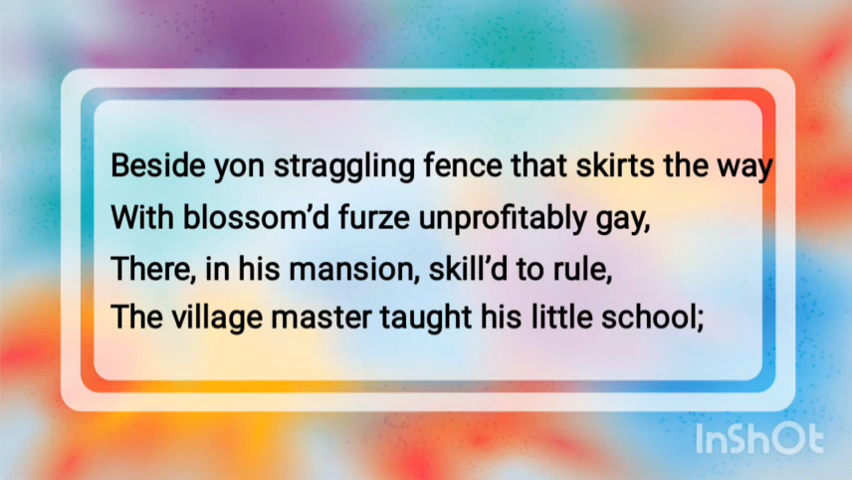 Beside yon straggling fence that skirts the way
With blossom’d furze unprofitably gay,
There, in his mansion, skill’d to rule,
The village master taught his little school;
InShOt